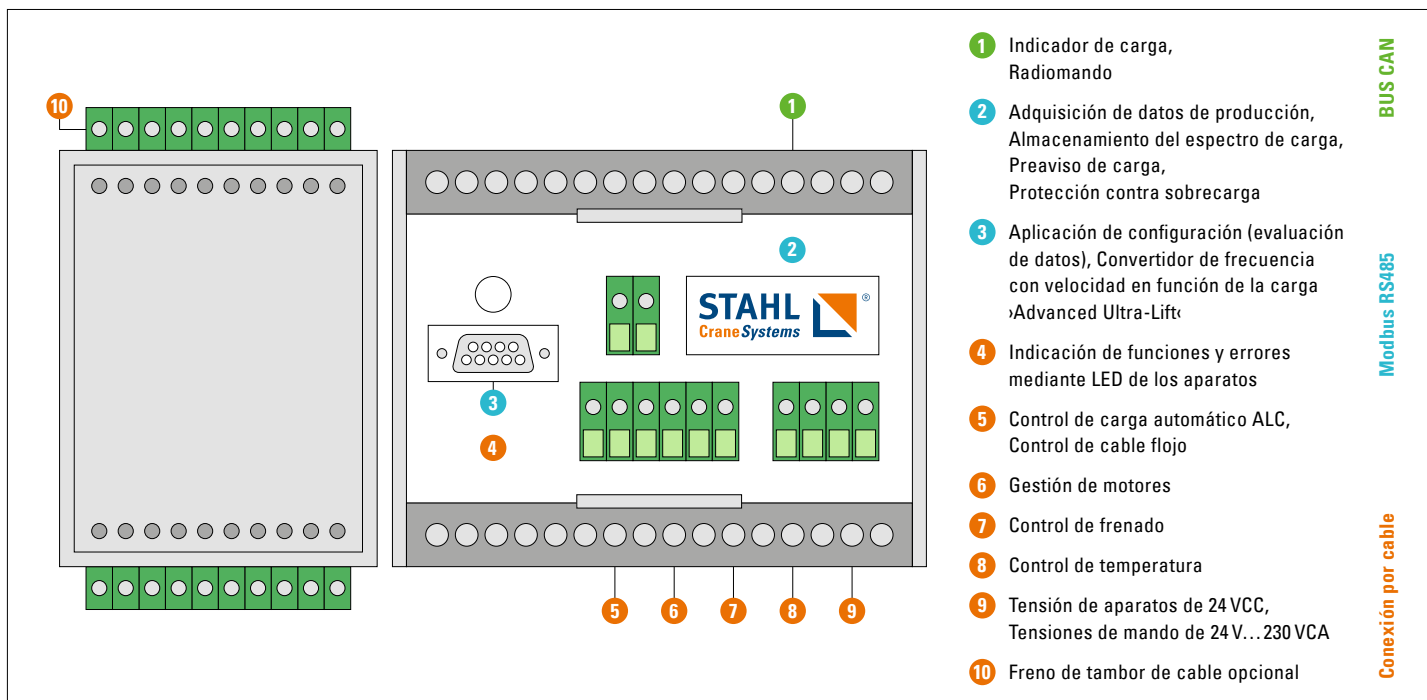 10
1
2
STAHL
CraneSystems
®
3
4
5
6
7
8
9
1 Indicador de carga,
Radiomando
2 Adquisición de datos de producción,
Almacenamiento del espectro de carga,
Preaviso de carga,
Protección contra sobrecarga
3 Aplicación de configuración (evaluación
de datos), Convertidor de frecuencia
con velocidad en función de la carga
›Advanced Ultra-Lift‹
4 Indicación de funciones y errores
mediante LED de los aparatos
5 Control de carga automático ALC,
Control de cable flojo
6 Gestión de motores
7 Control de frenado
8 Control de temperatura
9 Tensión de aparatos de 24 VCC,
Tensiones de mando de 24 V...230 VCA
10 Freno de tambor de cable opcional
BUS CAN
Modbus RS485
Conexión por cable